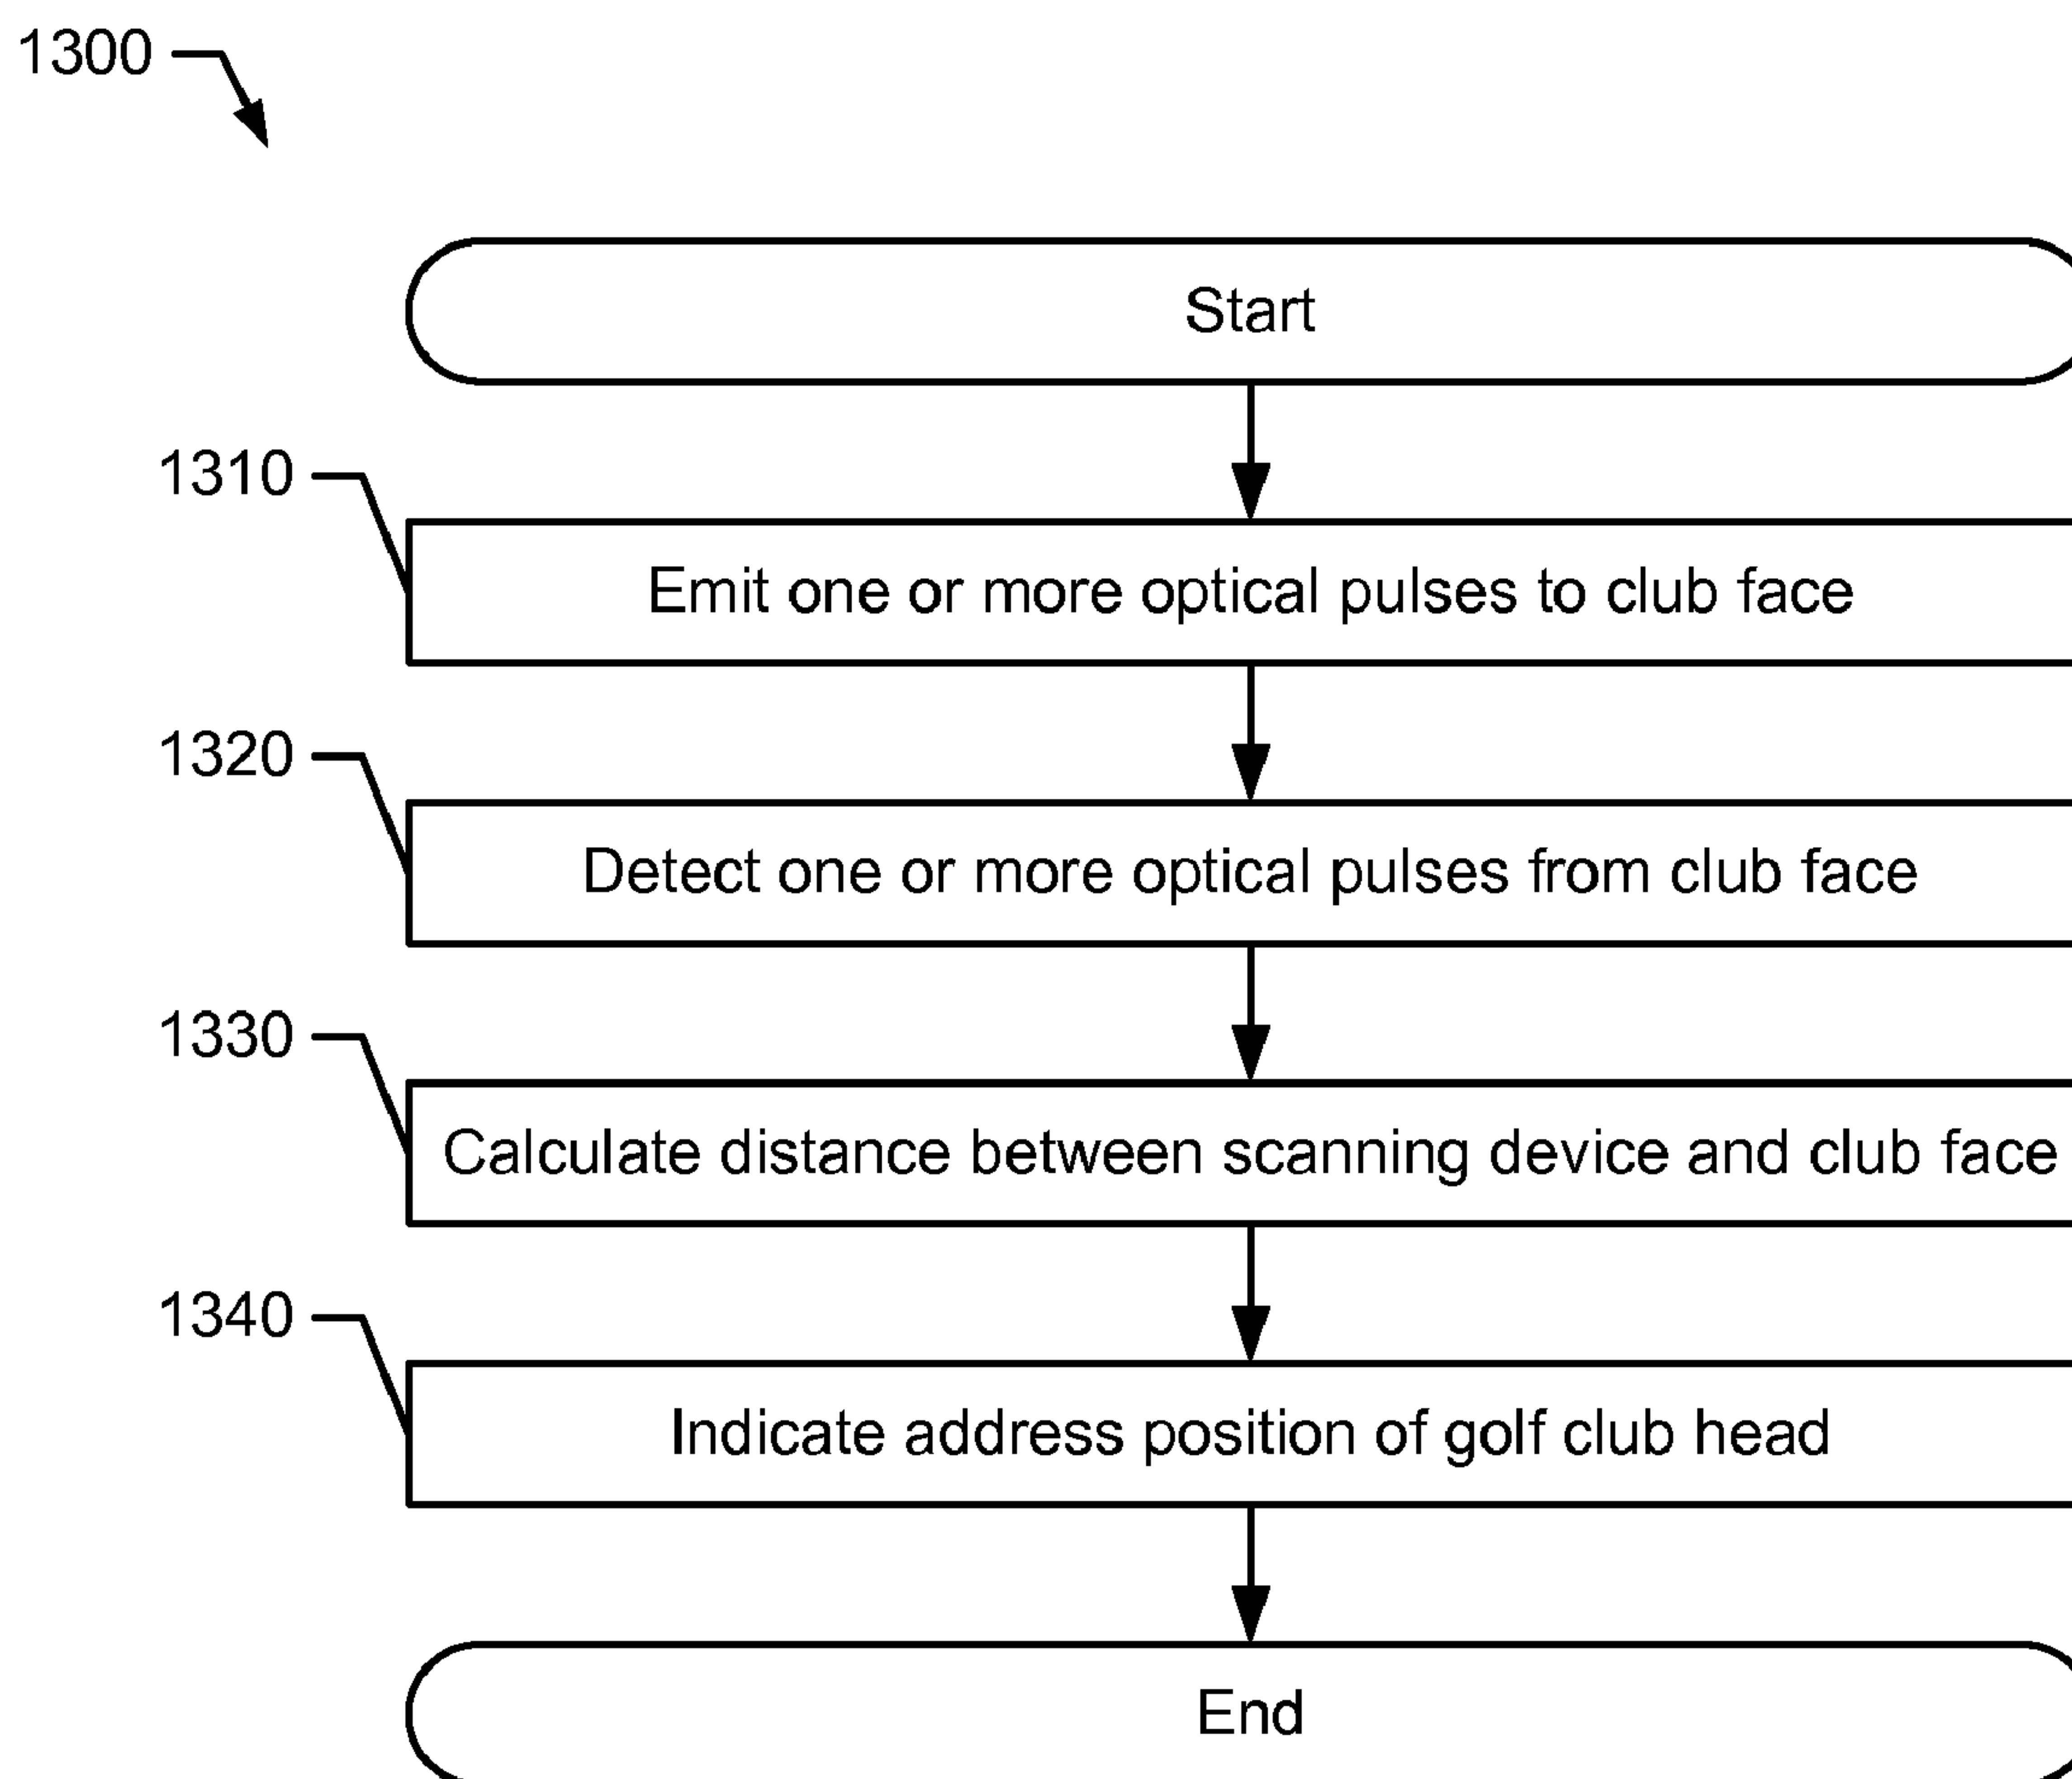 1300
Start
1310
Emit one or more optical pulses to club face
1320
Detect one or more optical pulses from club face
1330
Calculate distance between scanning device and club face
1340
Indicate address position of golf club head
End